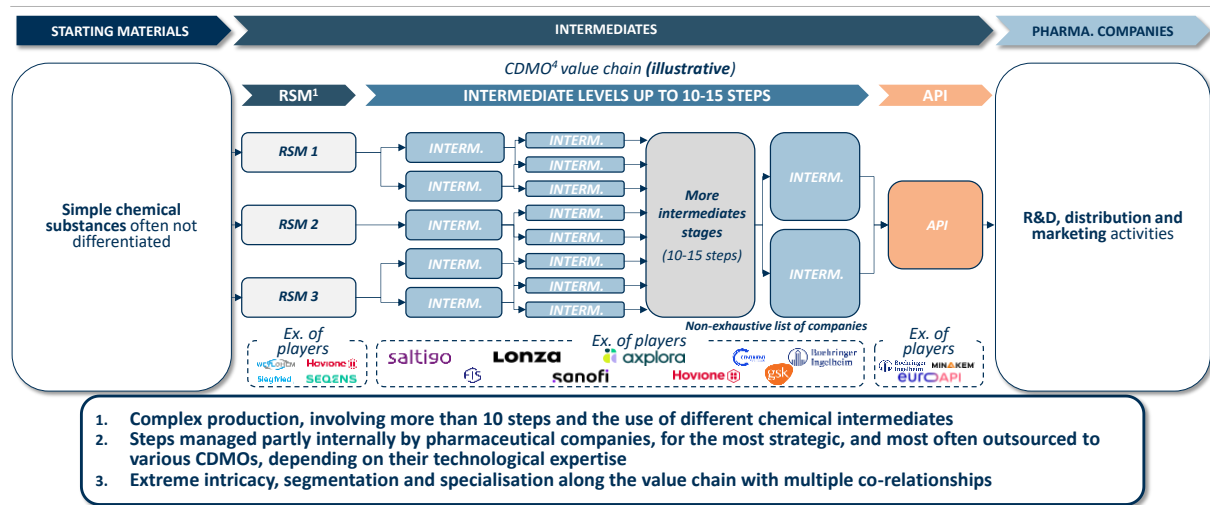 STARTING MATERIALS
INTERMEDIATES
PHARMA. COMPANIES
CDMO4 value chain (illustrative)
RSM1
INTERMEDIATE LEVELS UP TO 10-15 STEPS
API
Simple chemical
substances often not
differentiated
RSM 1
RSM 2
RSM 3
INTERM.
INTERM.
INTERM.
INTERM.
INTERM.
INTERM.
INTERM.
INTERM.
INTERM.
INTERM.
INTERM.
INTERM.
INTERM.
More
intermediates
stages
(10-15 steps)
INTERM.
INTERM.
API
R&D, distribution and
marketing activities
Non-exhaustive list of companies
Ex. of
players
WEYLCHEM Hovione
Siegfried SEQENS
Ex. of players
saltigo Lonza axplora Boehringer
Ingelheim
FIS sanofi Hovione gsk
Ex. of
players
Boehringer
Ingelheim MINAKEM
EUROAPI
1. Complex production, involving more than 10 steps and the use of different chemical intermediates
2. Steps managed partly internally by pharmaceutical companies, for the most strategic, and most often outsourced to
various CDMOs, depending on their technological expertise
3. Extreme intricacy, segmentation and specialisation along the value chain with multiple co-relationships